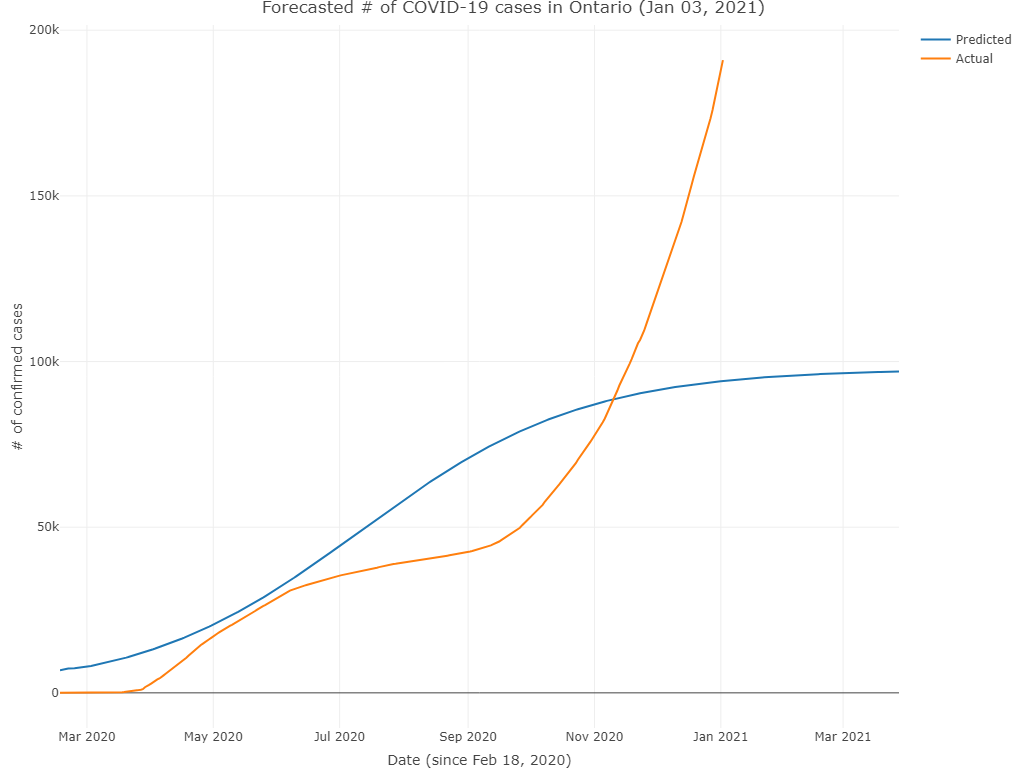 Forecasted # of COVID-19 cases in Ontario (Jan 03, 2021)
200k
150k
100k
50k
0
# of confirmed cases
Mar 2020
May 2020
Jul 2020
Sep 2020
Nov 2020
Jan 2021
Mar 2021
Date (since Feb 18, 2020)
Predicted
Actual